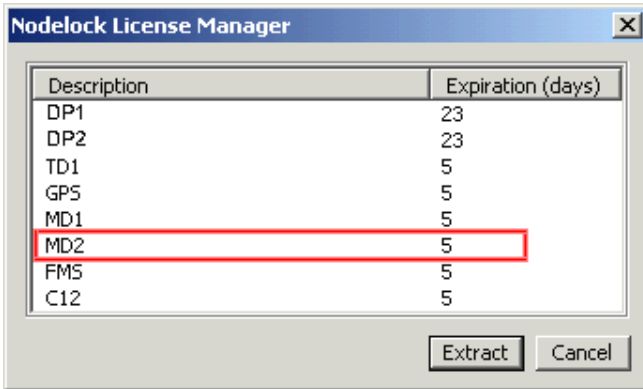 Nodelock License Manager
Description Expiration (days)
DP1 23
DP2 23
TD1 5
GPS 5
MD1 5
MD2 5
FMS 5
C12 5
Extract Cancel